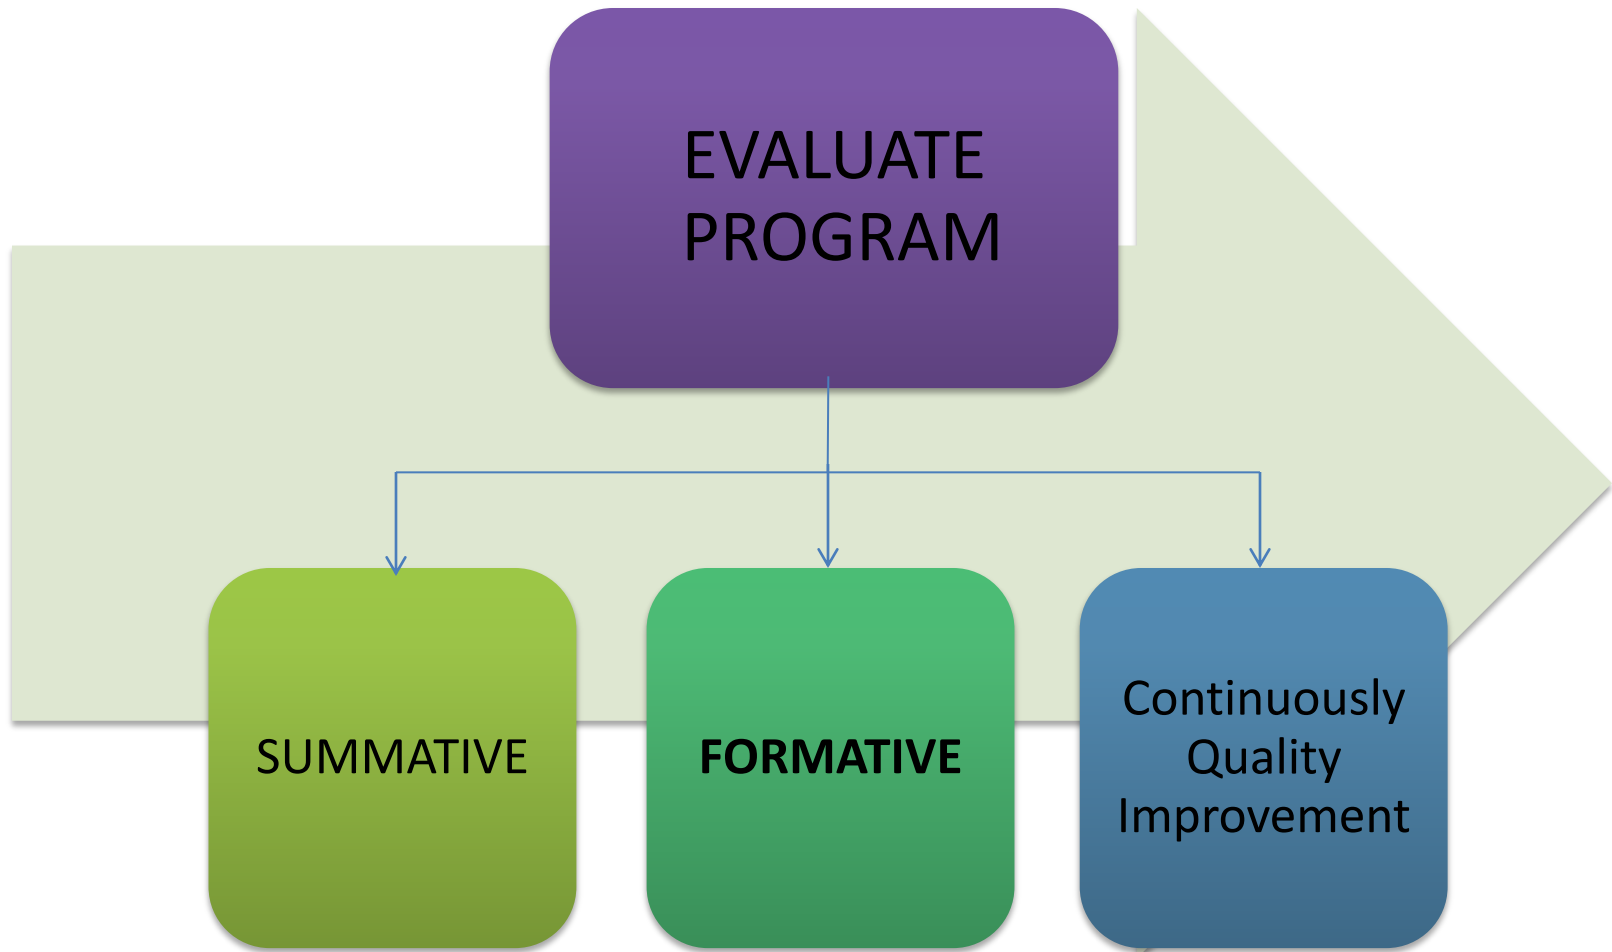 EVALUATE
PROGRAM
SUMMATIVE
FORMATIVE
Continuously
Quality
Improvement